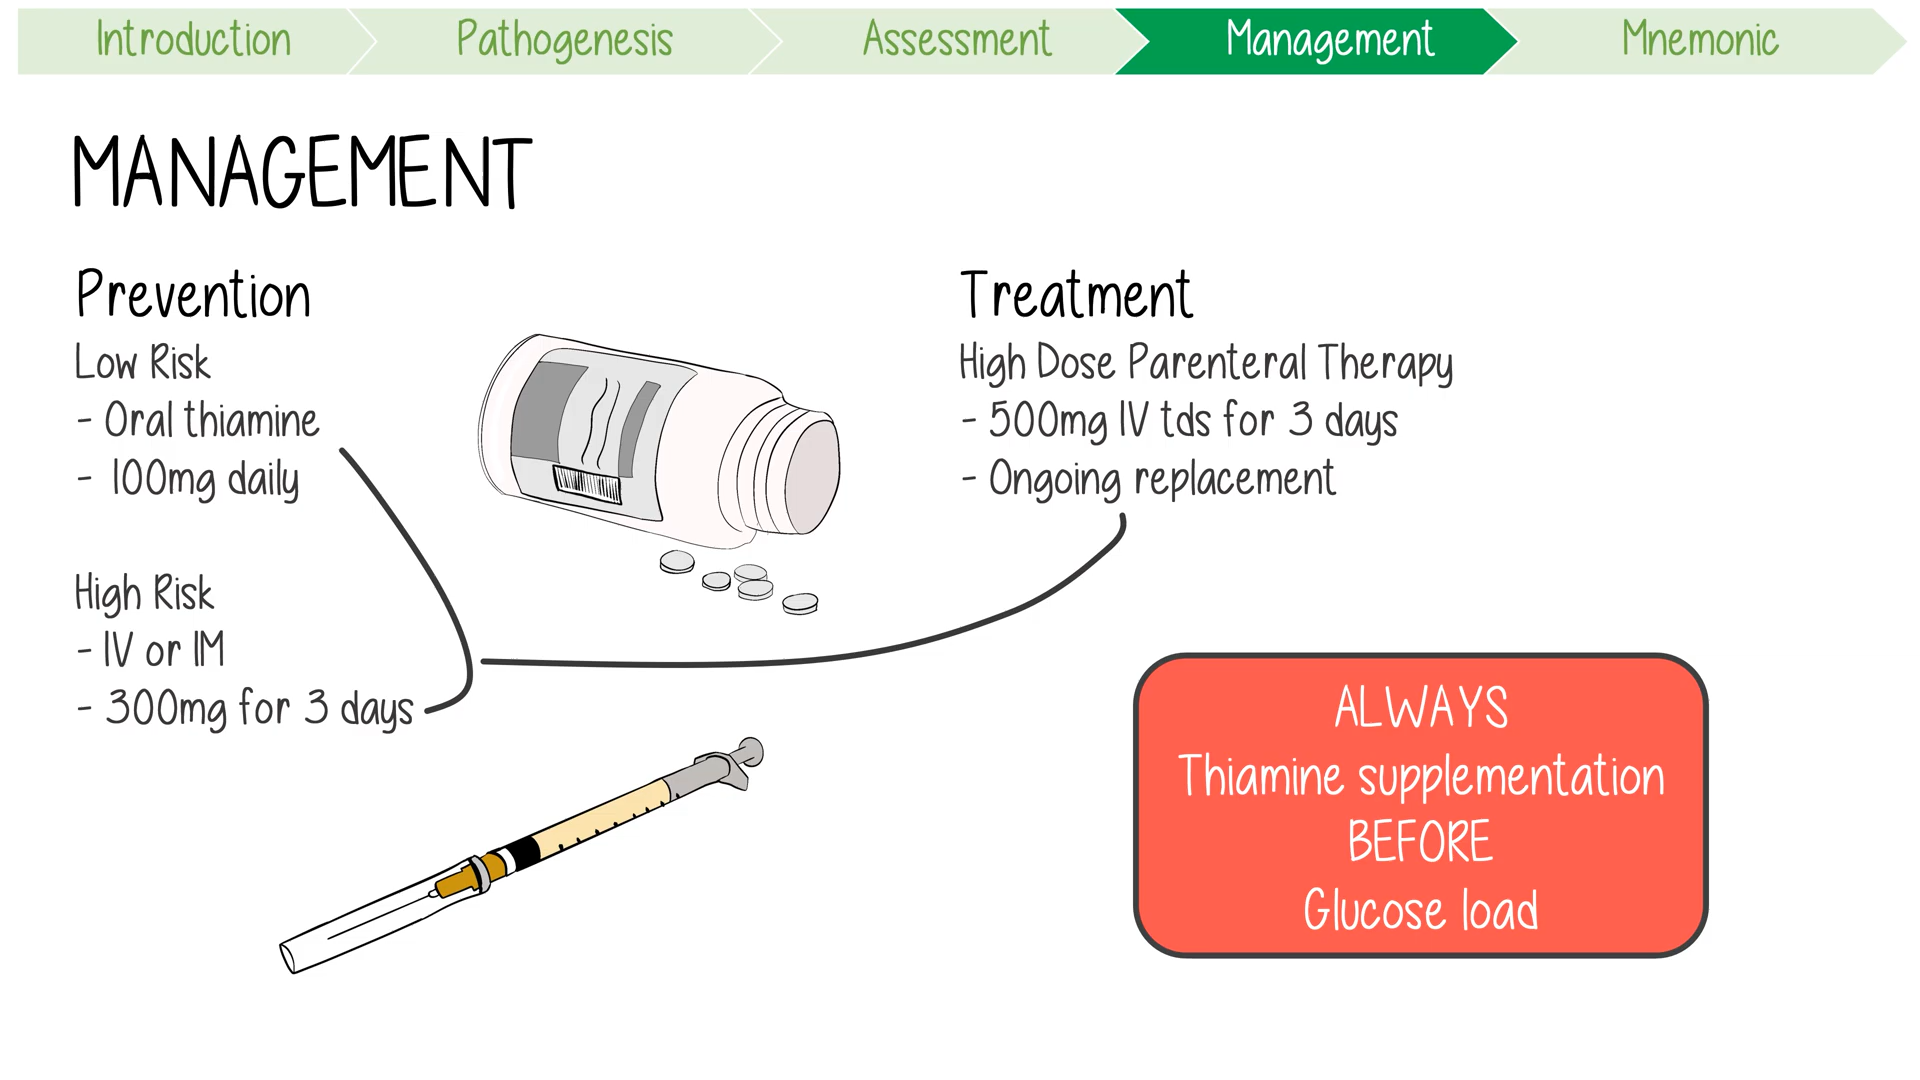 Introduction
Pathogenesis
Assessment
Management
Mnemonic
MANAGEMENT
Prevention
Low Risk
- Oral thiamine
- 100mg daily
High Risk
- IV or IM
- 300mg for 3 days
Treatment
High Dose Parenteral Therapy
- 500mg IV tds for 3 days
- Ongoing replacement
ALWAYS
Thiamine supplementation
BEFORE
Glucose load